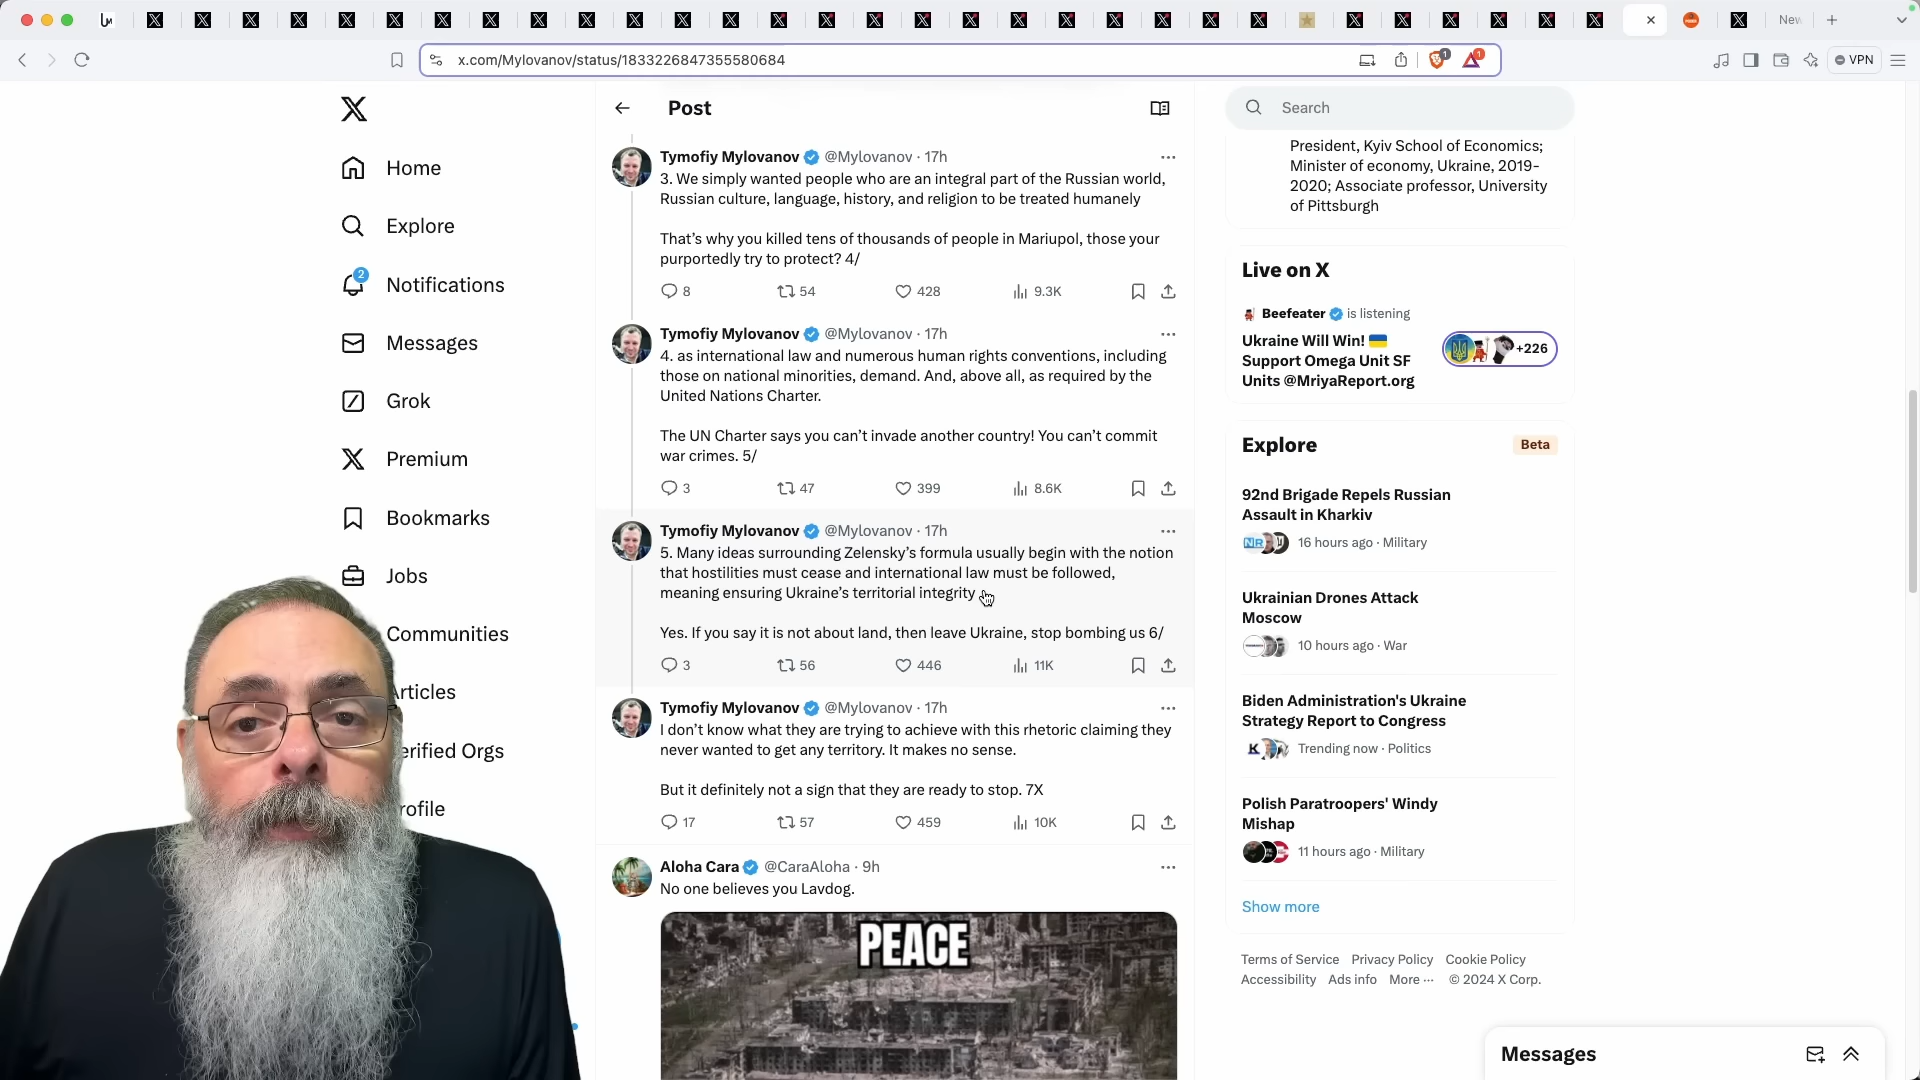 x.com/Mylovanov/status/1833226847355580684
1
1
VPN
New
Home
Explore
2
Notifications
Messages
Grok
Premium
Bookmarks
Jobs
Communities
Articles
erified Orgs
rofile
Post
Tymofiy Mylovanov @Mylovanov · 17h
3. We simply wanted people who are an integral part of the Russian world,
Russian culture, language, history, and religion to be treated humanely
That's why you killed tens of thousands of people in Mariupol, those your
purportedly try to protect? 4/
8 54 428 9.3K
Tymofiy Mylovanov @Mylovanov · 17h
4. as international law and numerous human rights conventions, including
those on national minorities, demand. And, above all, as required by the
United Nations Charter.
The UN Charter says you can't invade another country! You can't commit
war crimes. 5/
3 47 399 8.6K
Tymofiy Mylovanov @Mylovanov · 17h
5. Many ideas surrounding Zelensky's formula usually begin with the notion
that hostilities must cease and international law must be followed,
meaning ensuring Ukraine's territorial integrity
Yes. If you say it is not about land, then leave Ukraine, stop bombing us 6/
3 56 446 11K
Tymofiy Mylovanov @Mylovanov · 17h
I don't know what they are trying to achieve with this rhetoric claiming they
never wanted to get any territory. It makes no sense.
But it definitely not a sign that they are ready to stop. 7X
17 57 459 10K
Aloha Cara @CaraAloha · 9h
No one believes you Lavdog.
PEACE
Search
President, Kyiv School of Economics;
Minister of economy, Ukraine, 2019-
2020; Associate professor, University
of Pittsburgh
Live on X
Beefeater is listening
Ukraine Will Win!
Support Omega Unit SF
Units @MriyaReport.org
+226
Explore
Beta
92nd Brigade Repels Russian
Assault in Kharkiv
16 hours ago · Military
Ukrainian Drones Attack
Moscow
10 hours ago · War
Biden Administration's Ukraine
Strategy Report to Congress
Trending now · Politics
Polish Paratroopers' Windy
Mishap
11 hours ago · Military
Show more
Terms of Service Privacy Policy Cookie Policy
Accessibility Ads info More ··· © 2024 X Corp.
Messages